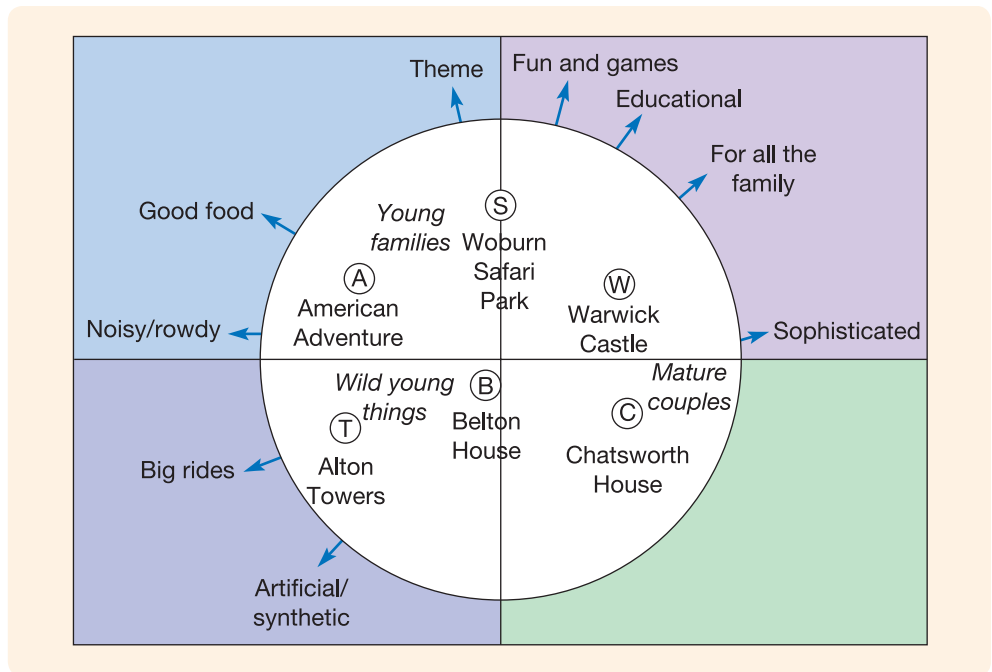 Theme
Fun and games
Educational
For all the
family
Good food
Young
families
S
Woburn
Safari
Park
A
American
Adventure
W
Warwick
Castle
Noisy/rowdy
Sophisticated
Wild young
things
B
Belton
House
Mature
couples
C
Chatsworth
House
T
Alton
Towers
Big rides
Artificial/
synthetic